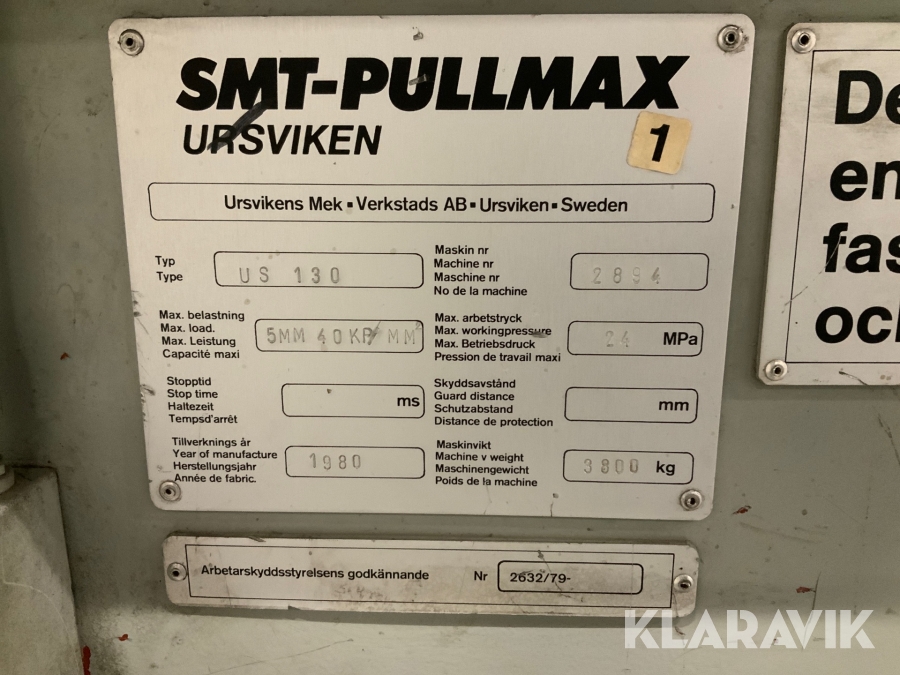 SMT-PULLMAX
URSVIKEN
1
Ursvikens Mek ▪ Verkstads AB ▪ Ursviken ▪ Sweden
Typ
Type
US 130
Maskin nr
Machine nr
Maschine nr
No de la machine
2894
Max. belastning
Max. load.
Max. Leistung
Capacité maxi
5MM 40KP/MM²
Max. arbetstryck
Max. workingpressure
Max. Betriebsdruck
Pression de travail maxi
24 MPa
Stopptid
Stop time
Haltezeit
Tempsd'arrêt
ms
Skyddsavstånd
Guard distance
Schutzabstand
Distance de protection
mm
Tillverknings år
Year of manufacture
Herstellungsjahr
Année de fabric.
1980
Maskinvikt
Machine v weight
Maschinengewicht
Poids de la machine
3800 kg
Arbetarskyddsstyrelsens godkännande Nr 2632/79-
De
en
fas
och
KLARAVIK